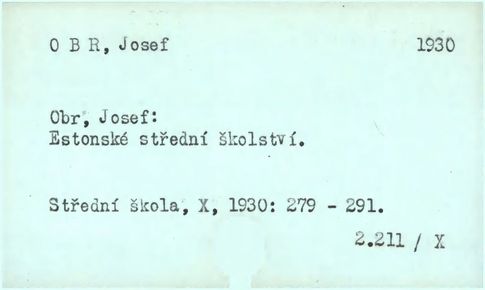 O B R, Josef 1930
Obr, Josef:
Estonské střední školství.
Střední škola, X, 1930: 279 - 291.
2.211 / X